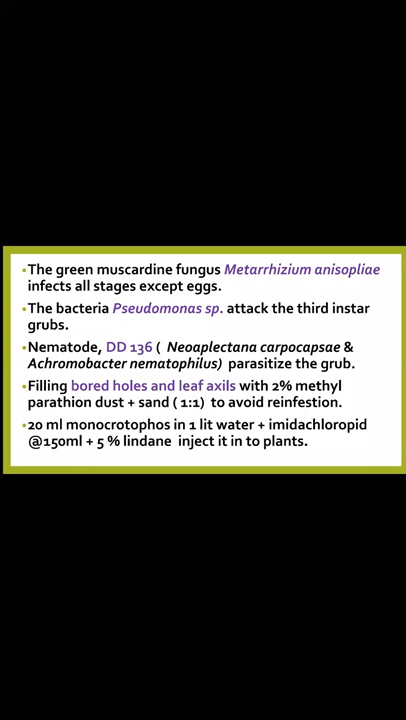 •The green muscardine fungus Metarrhizium anisopliae
infects all stages except eggs.
•The bacteria Pseudomonas sp. attack the third instar
grubs.
•Nematode, DD 136 ( Neoaplectana carpocapsae &
Achromobacter nematophilus) parasitize the grub.
•Filling bored holes and leaf axils with 2% methyl
parathion dust + sand ( 1:1) to avoid reinfestion.
•20 ml monocrotophos in 1 lit water + imidachloropid
@150ml + 5 % lindane inject it in to plants.